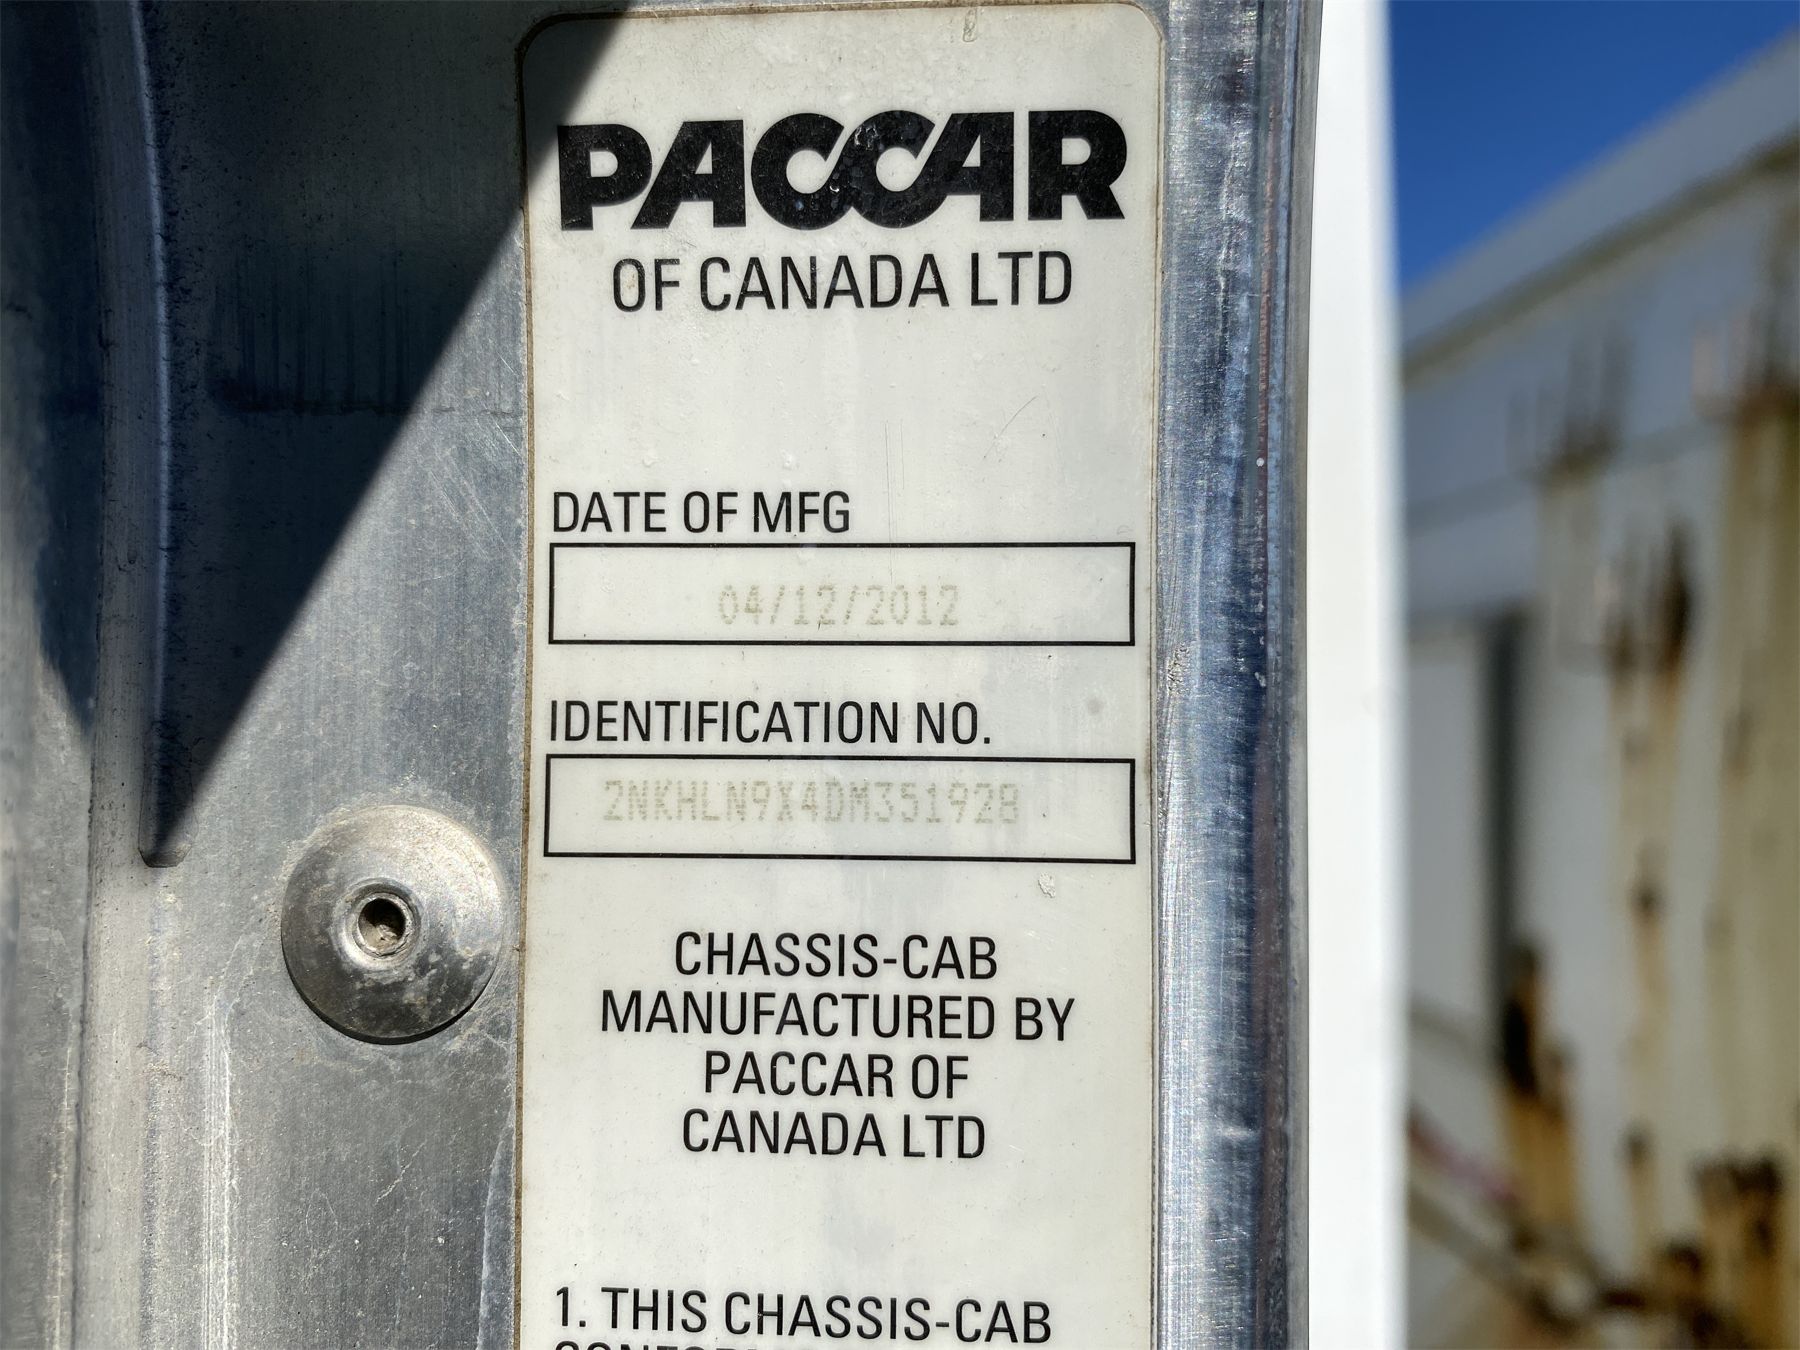 PACCAR
OF CANADA LTD
DATE OF MFG
04/12/2012
IDENTIFICATION NO.
2NKHLN9X4DM351928
CHASSIS-CAB
MANUFACTURED BY
PACCAR OF
CANADA LTD
1. THIS CHASSIS-CAB